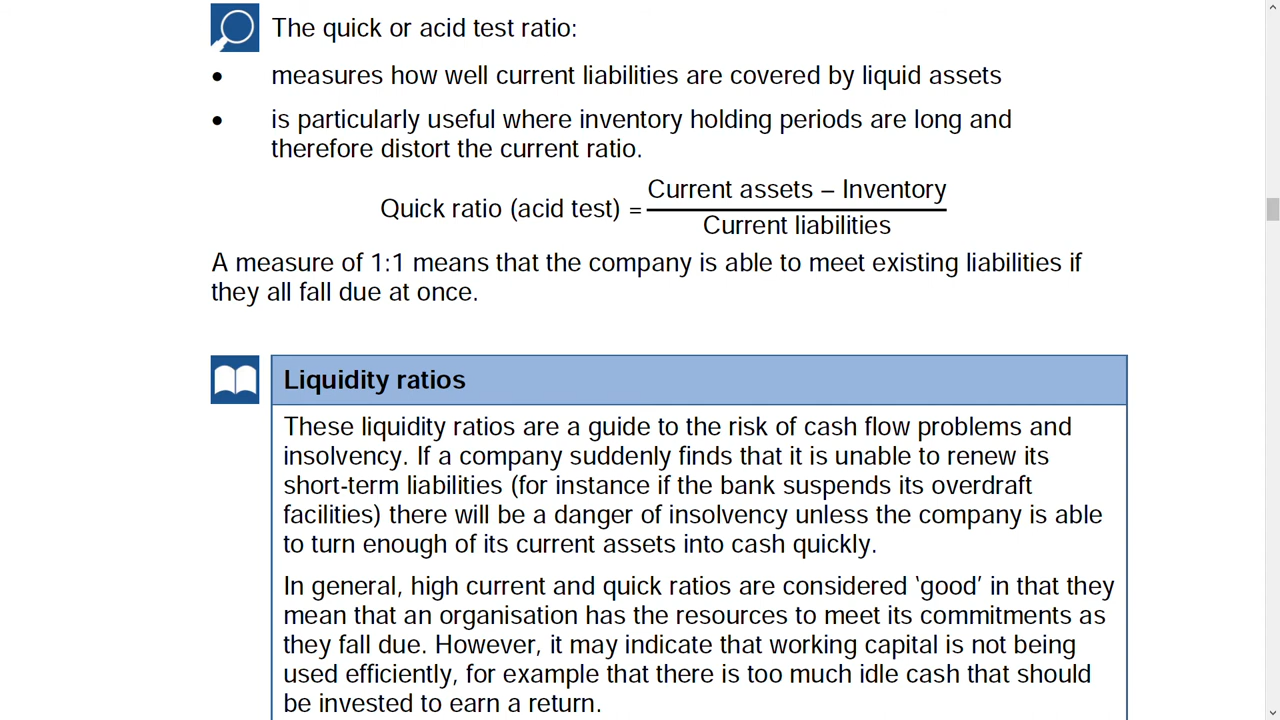 The quick or acid test ratio:
• measures how well current liabilities are covered by liquid assets
• is particularly useful where inventory holding periods are long and
therefore distort the current ratio.
Quick ratio (acid test) = Current assets – Inventory
Current liabilities
A measure of 1:1 means that the company is able to meet existing liabilities if
they all fall due at once.
Liquidity ratios
These liquidity ratios are a guide to the risk of cash flow problems and
insolvency. If a company suddenly finds that it is unable to renew its
short-term liabilities (for instance if the bank suspends its overdraft
facilities) there will be a danger of insolvency unless the company is able
to turn enough of its current assets into cash quickly.
In general, high current and quick ratios are considered ‘good’ in that they
mean that an organisation has the resources to meet its commitments as
they fall due. However, it may indicate that working capital is not being
used efficiently, for example that there is too much idle cash that should
be invested to earn a return.